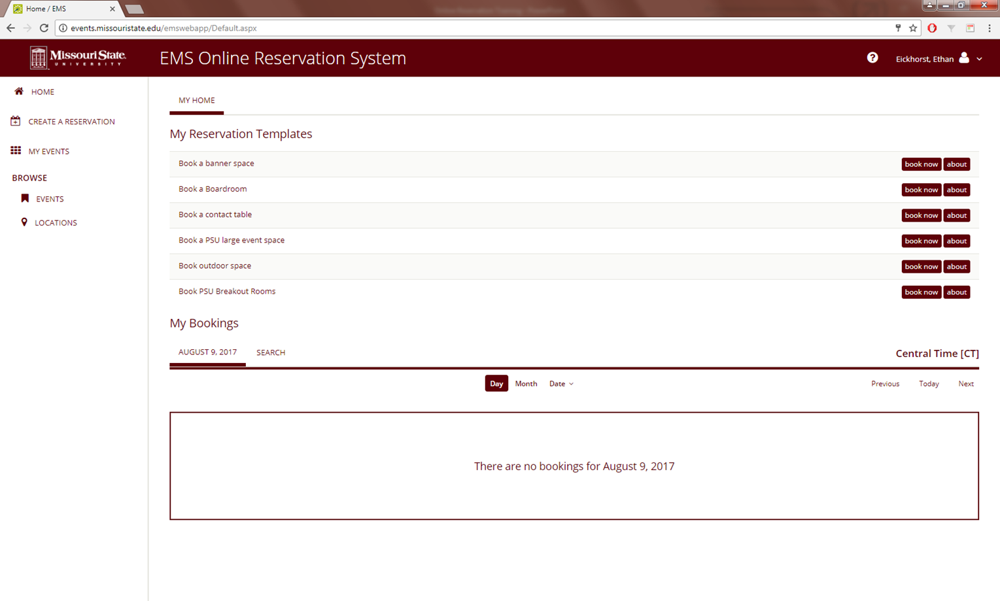 Home / EMS
events.missouristate.edu/emswebapp/Default.aspx
Missouri State
UNIVERSITY
EMS Online Reservation System
Eickhorst, Ethan
HOME
CREATE A RESERVATION
MY EVENTS
BROWSE
EVENTS
LOCATIONS
MY HOME
My Reservation Templates
Book a banner space book now about
Book a Boardroom book now about
Book a contact table book now about
Book a PSU large event space book now about
Book outdoor space book now about
Book PSU Breakout Rooms book now about
My Bookings
AUGUST 9, 2017 SEARCH Central Time [CT]
Day Month Date Previous Today Next
There are no bookings for August 9, 2017